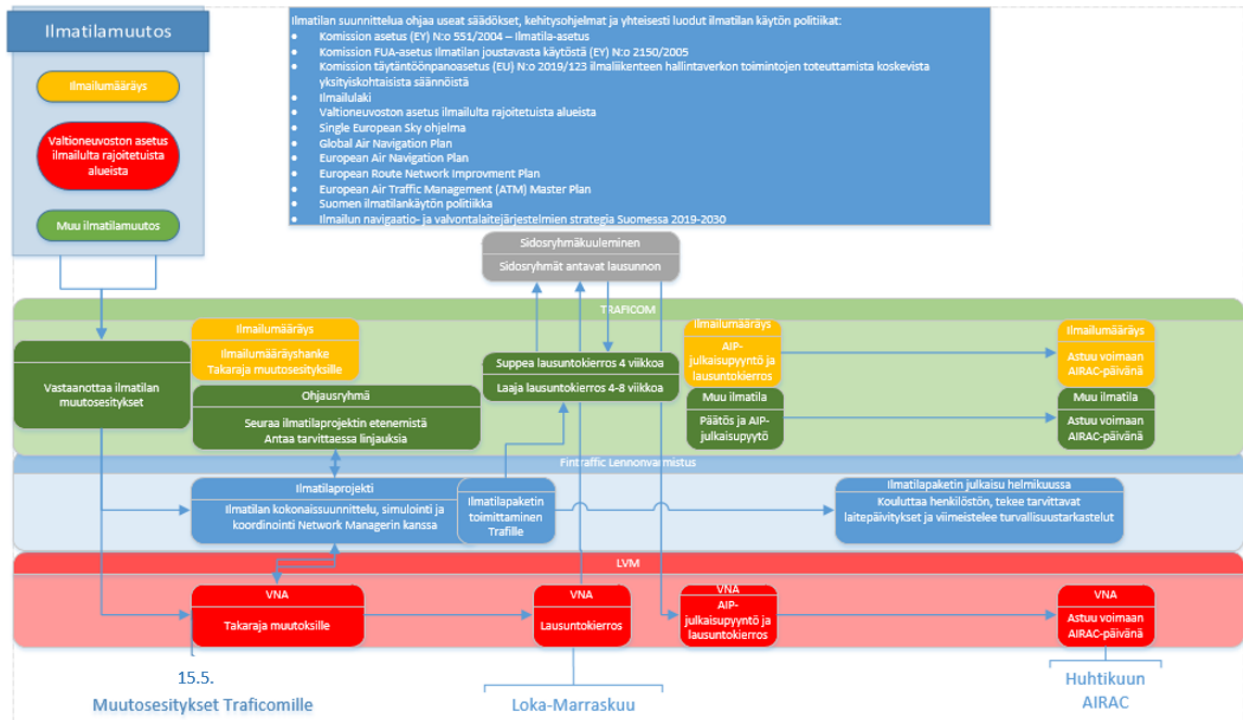 Ilmatilamuutos
Ilmailumääräys
Valtioneuvoston asetus
ilmailulta rajoitetuista
alueista
Muu ilmatilamuutos
Ilmatilan suunnittelua ohjaa useat säädökset, kehitysohjelmat ja yhteisesti luodut ilmatilan käytön politiikat:
• Komission asetus (EY) N:o 551/2004 – Ilmatila-asetus
• Komission FUA-asetus Ilmatilan joustavasta käytöstä (EY) N:o 2150/2005
• Komission täytäntöönpanoasetus (EU) N:o 2019/123 ilmaliikenteen hallintaverkon toimintojen toteuttamista koskevista
yksityiskohtaisista säännöistä
• Ilmailulaki
• Valtioneuvoston asetus ilmailulta rajoitetuista alueista
• Single European Sky ohjelma
• Global Air Navigation Plan
• European Air Navigation Plan
• European Route Network Improvment Plan
• European Air Traffic Management (ATM) Master Plan
• Suomen ilmatilankäytön politiikka
• Ilmailun navigaatio- ja valvontalaitejärjestelmien strategia Suomessa 2019-2030
Sidosryhmäkuuleminen
Sidosryhmät antavat lausunnon
TRAFICOM
Vastaanottaa ilmatilan
muutosesitykset
Ilmailumääräys
Ilmailumääräyshanke
Takaraja muutosesityksille
Ohjausryhmä
Seuraa ilmatilaprojektin etenemistä
Antaa tarvittaessa linjauksia
Suppea lausuntokierros 4 viikkoa
Laaja lausuntokierros 4-8 viikkoa
Ilmailumääräys
AIP-
julkaisupyyntö ja
lausuntokierros
Muu ilmatila
Päätös ja AIP-
julkaisupyytö
Ilmailumääräys
Astuu voimaan
AIRAC-päivänä
Muu ilmatila
Astuu voimaan
AIRAC-päivänä
Fintraffic Lennonvarmistus
Ilmatilaprojekti
Ilmatilan kokonaissuunnittelu, simulointi ja
koordinointi Network Managerin kanssa
Ilmatilapaketin
toimittaminen
Trafille
Ilmatilapaketin julkaisu helmikuussa
Kouluttaa henkilöstön, tekee tarvittavat
laitepäivitykset ja viimeistelee turvallisuustarkastelut
LVM
VNA
Takaraja muutoksille
VNA
Lausuntokierros
VNA
AIP-
julkaisupyyntö ja
lausuntokierros
VNA
Astuu voimaan
AIRAC-päivänä
15.5.
Muutosesitykset Traficomille
Loka-Marraskuu
Huhtikuun
AIRAC